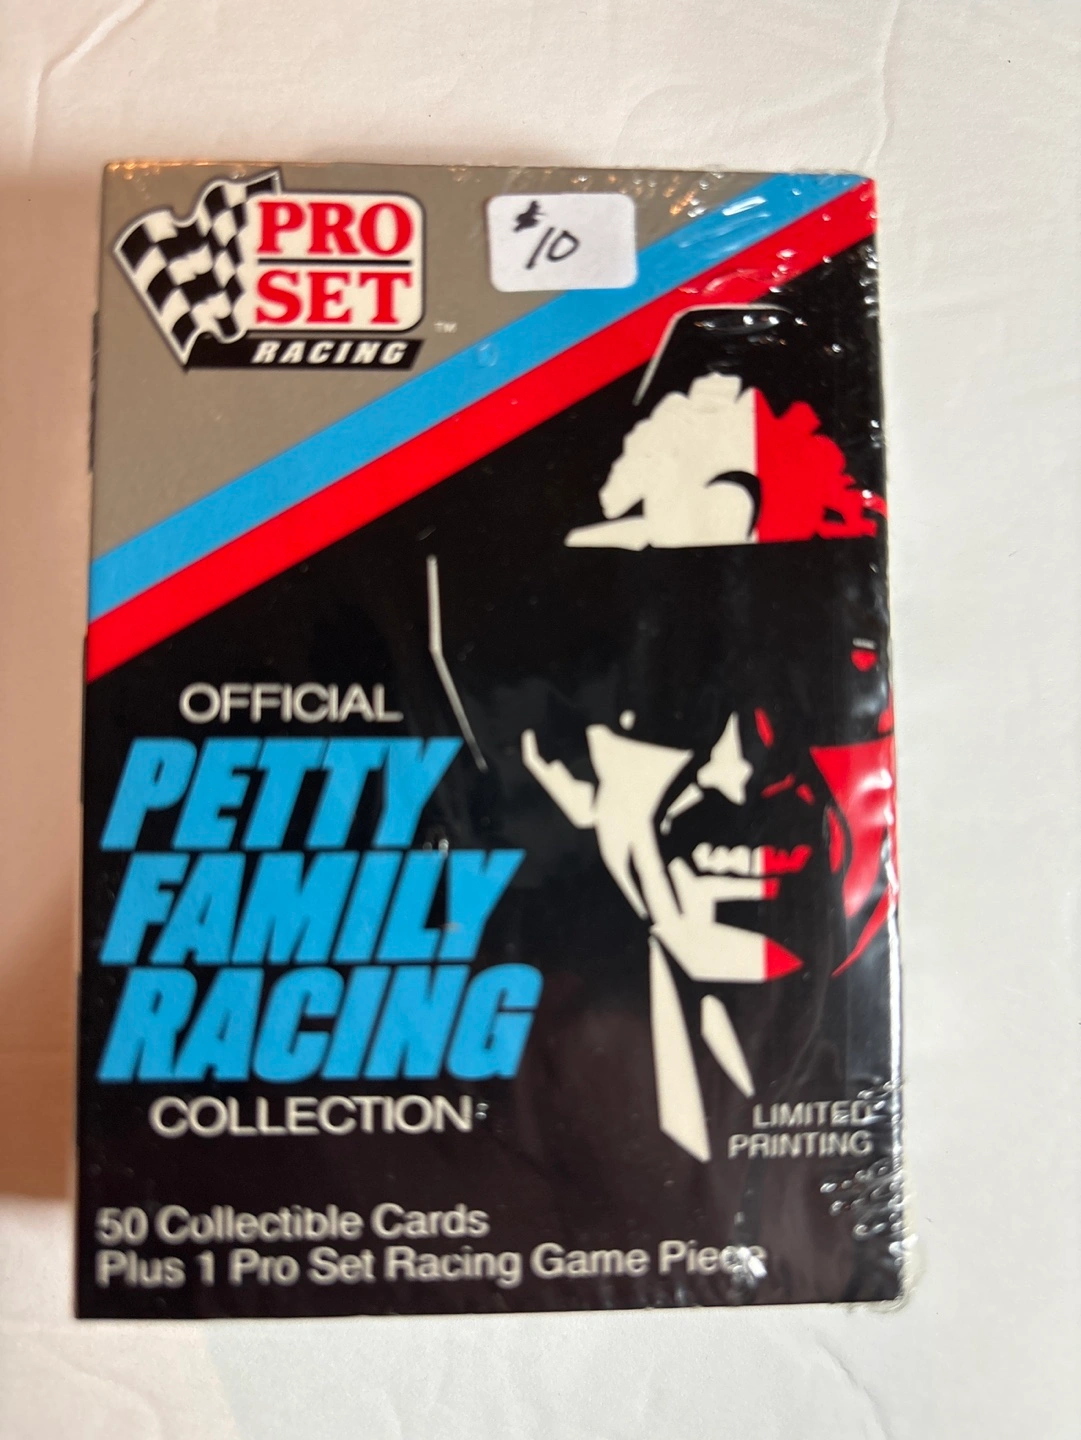 PRO
SET
RACING
TM
$10
OFFICIAL
PETTY
FAMILY
RACING
COLLECTION
LIMITED
PRINTING
50 Collectible Cards
Plus 1 Pro Set Racing Game Piece